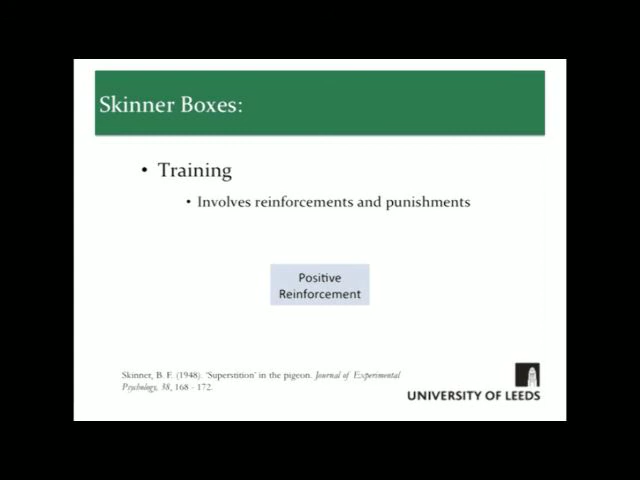 Skinner Boxes:
• Training
• Involves reinforcements and punishments
Positive
Reinforcement
Skinner, B. F. (1948). 'Superstition' in the pigeon. Journal of Experimental
Psychology, 38, 168 - 172.
UNIVERSITY OF LEEDS